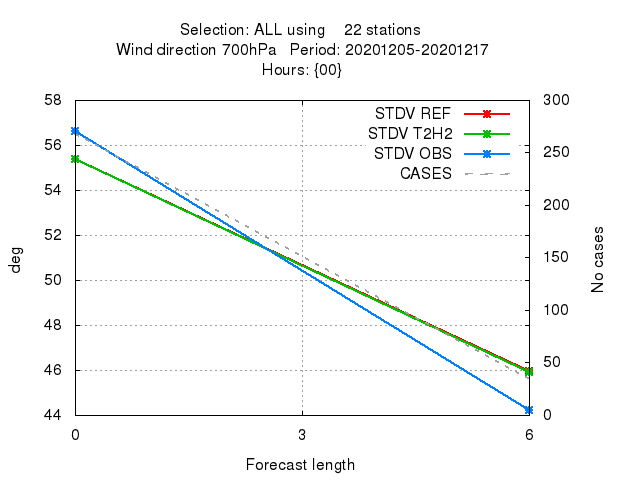 Selection: ALL using 22 stations
Wind direction 700hPa Period: 20201205-20201217
Hours: {00}
STDV REF
STDV T2H2
STDV OBS
CASES
58
56
54
52
50
48
46
44
300
250
200
150
100
50
0
deg
No cases
0 3 6
Forecast length